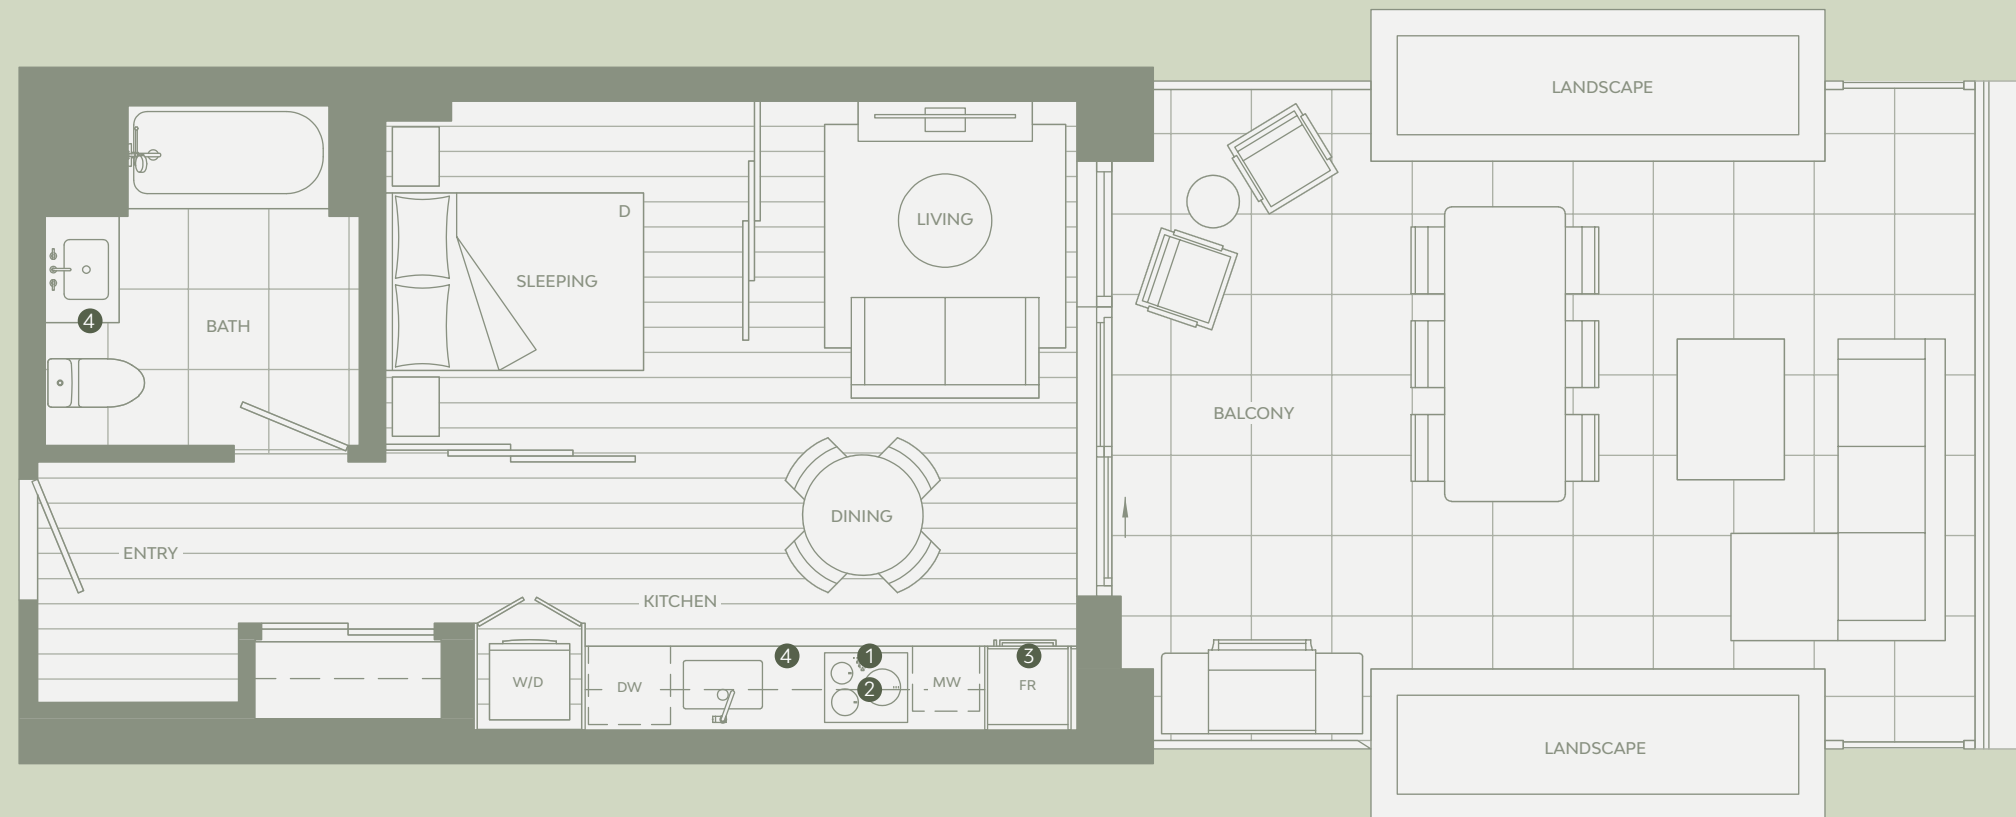 LANDSCAPE
D
LIVING
SLEEPING
4
BATH
BALCONY
DINING
ENTRY
KITCHEN
4
1
3
W/D
DW
2
MW
FR
LANDSCAPE